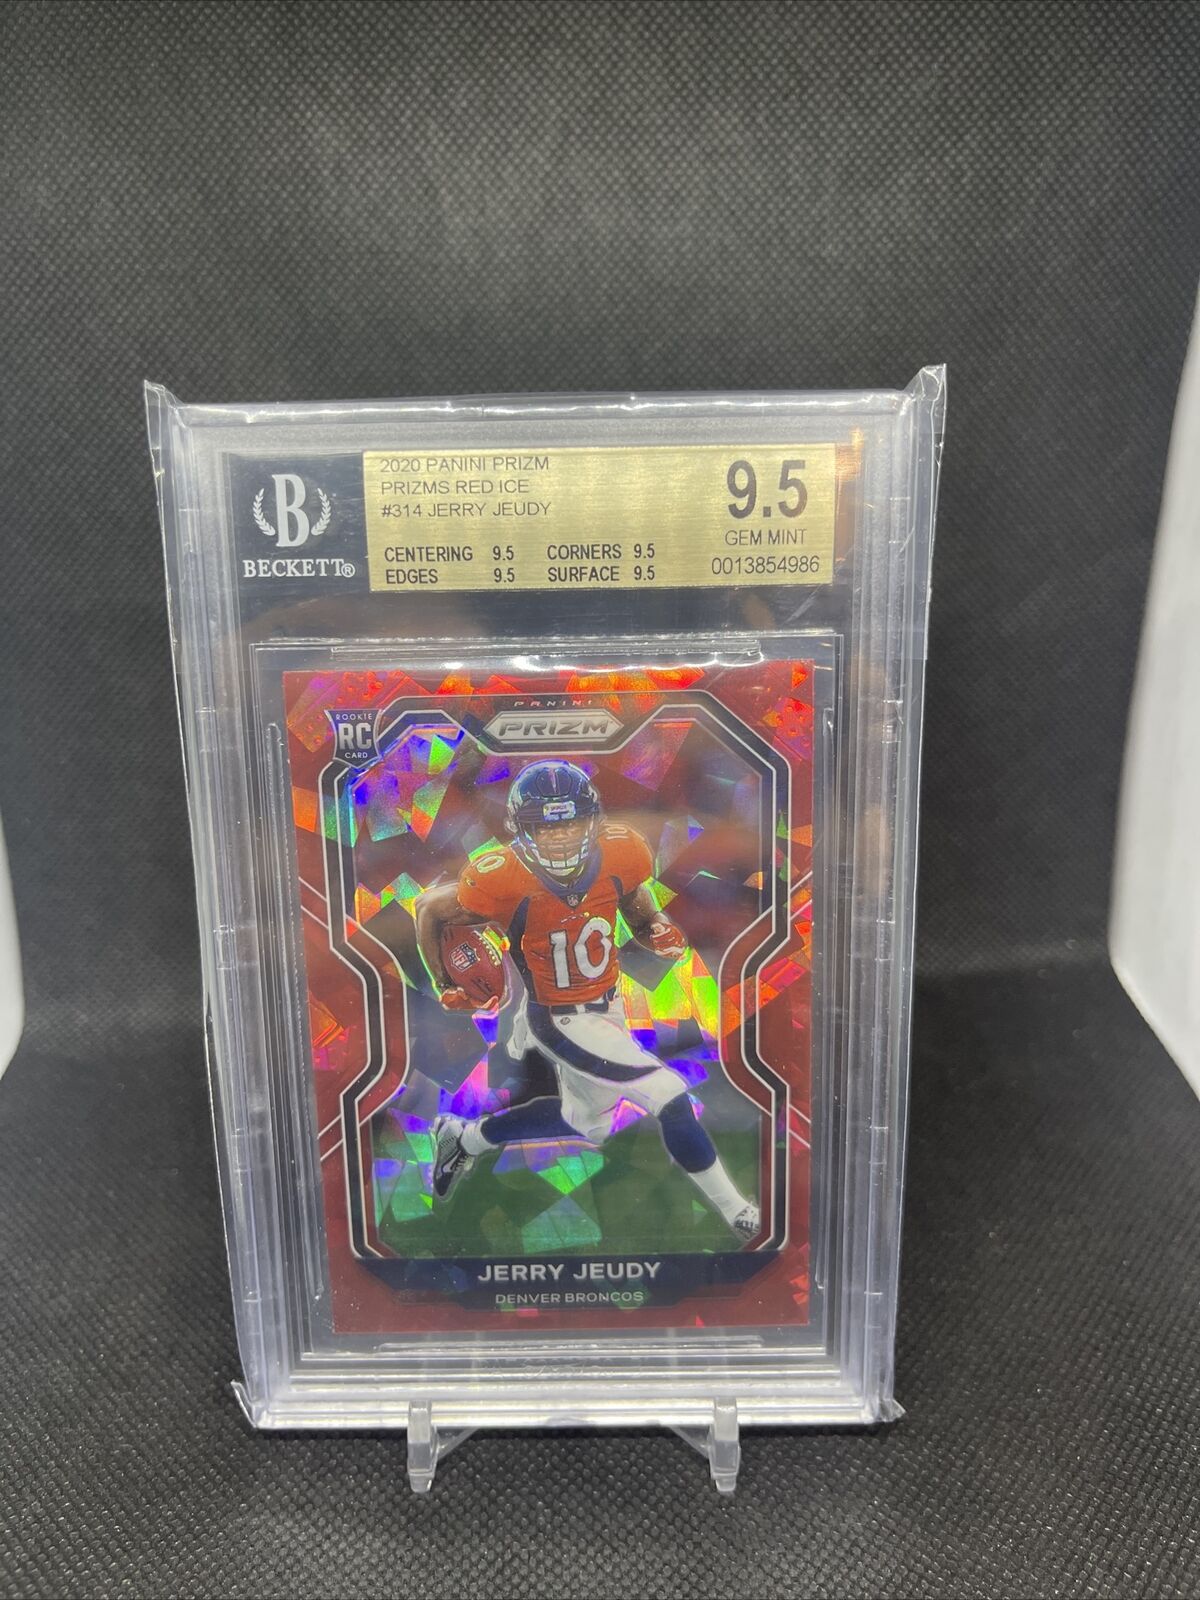 B
BECKETT®
2020 PANINI PRIZM
PRIZMS RED ICE
#314 JERRY JEUDY
CENTERING 9.5 CORNERS 9.5
EDGES 9.5 SURFACE 9.5
9.5
GEM MINT
0013854986
PANINI
PRIZM
ROOKIE
RC
CARD
10
10
10
NFL
JERRY JEUDY
DENVER BRONCOS